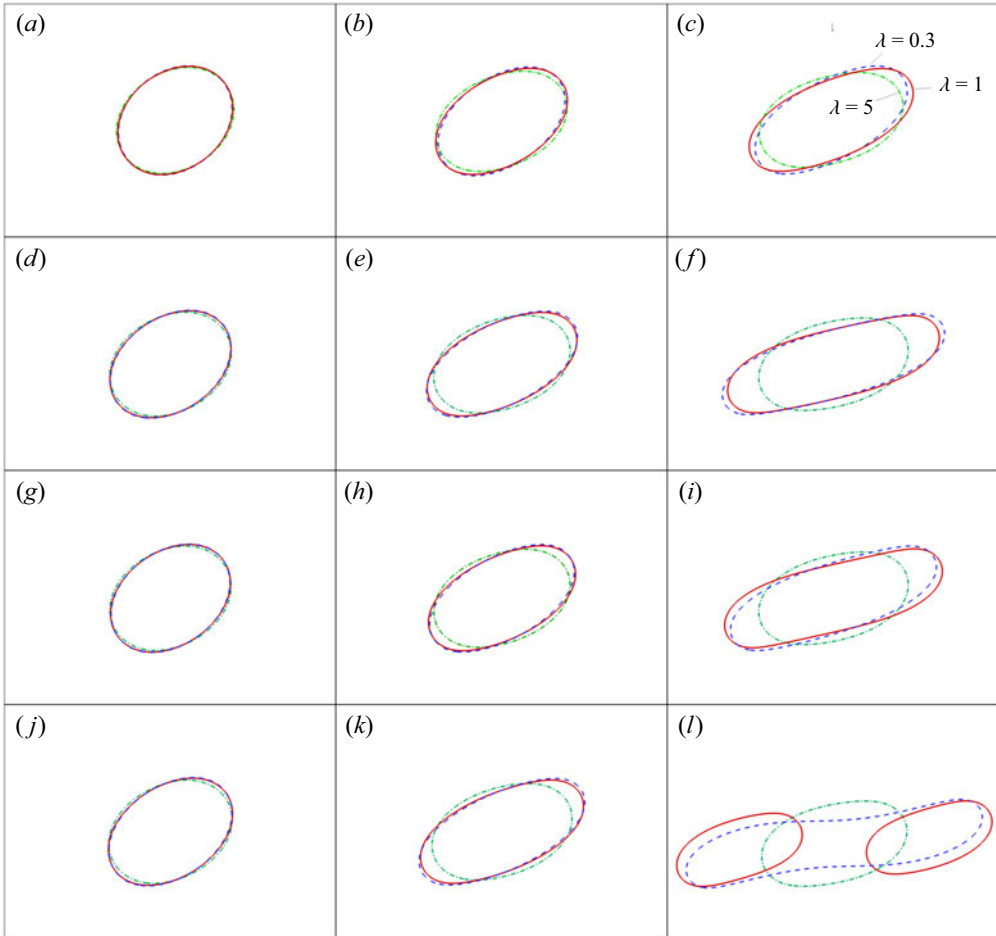 (a)
(b)
(c)
λ = 0.3
λ = 1
λ = 5
(d)
(e)
(f)
(g)
(h)
(i)
(j)
(k)
(l)